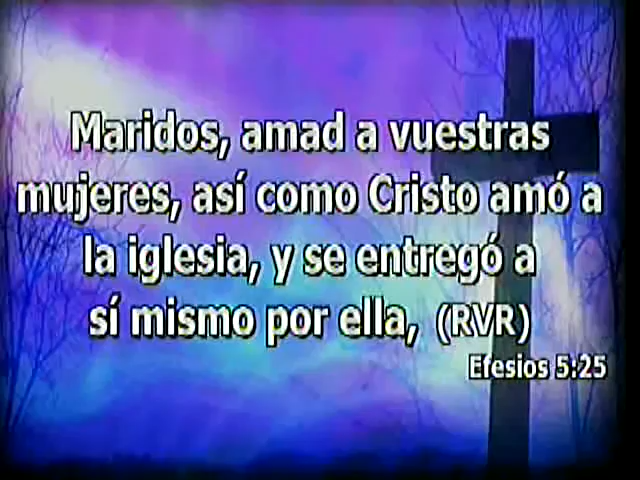 Maridos, amad a vuestras
mujeres, así como Cristo amó a
la iglesia, y se entregó a
sí mismo por ella, (RVR)
Efesios 5:25